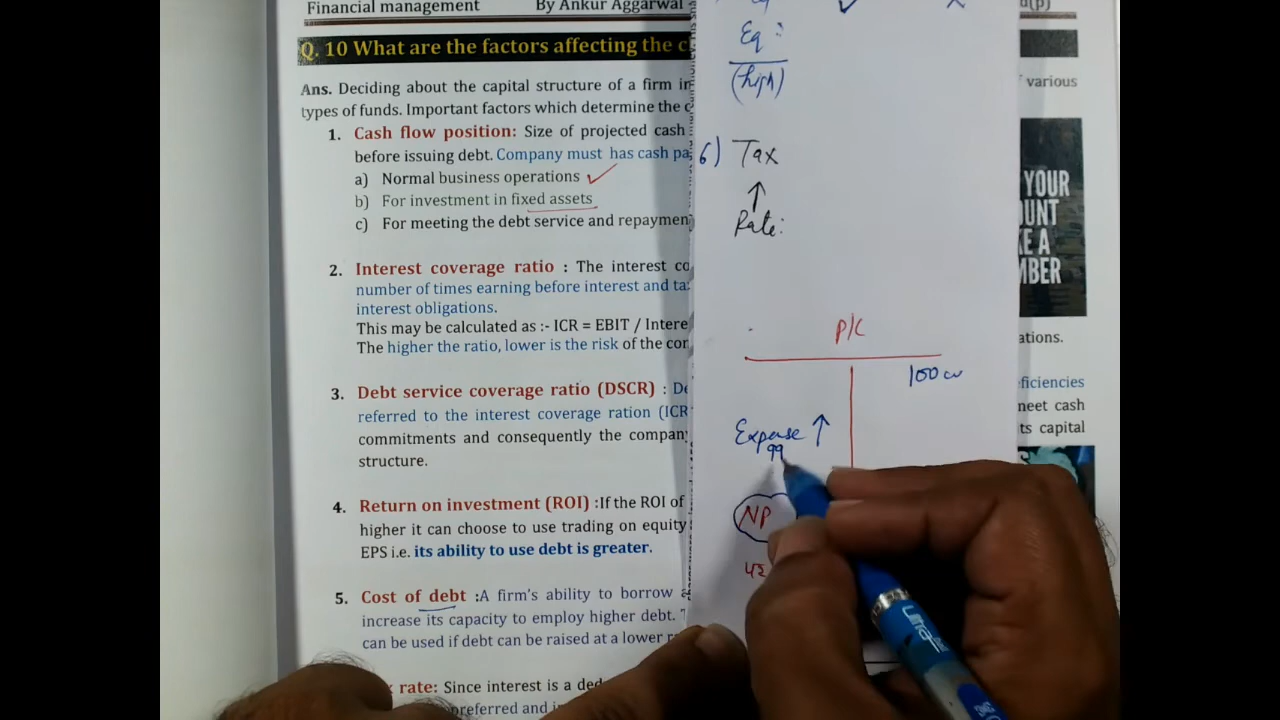 Financial management By Ankur Aggarwal
Q. 10 What are the factors affecting the c
Ans. Deciding about the capital structure of a firm in
types of funds. Important factors which determine the c
1. Cash flow position: Size of projected cash
before issuing debt. Company must has cash pa
a) Normal business operations
b) For investment in fixed assets
c) For meeting the debt service and repaymen
2. Interest coverage ratio : The interest co
number of times earning before interest and ta
interest obligations.
This may be calculated as :- ICR = EBIT / Intere
The higher the ratio, lower is the risk of the co
3. Debt service coverage ratio (DSCR) : De
referred to the interest coverage ration (ICR
commitments and consequently the company
structure.
4. Return on investment (ROI) :If the ROI of
higher it can choose to use trading on equity
EPS i.e. its ability to use debt is greater.
5. Cost of debt :A firm's ability to borrow a
increase its capacity to employ higher debt.
can be used if debt can be raised at a lower r
rate: Since interest is a ded
preferred and i
Eq :
(high)
6) Tax
↑
Rate:
P/L
100 cr
Expense ↑
99
NP
various
YOUR
OUNT
KE A
MBER
ations.
ficiencies
neet cash
ts capital